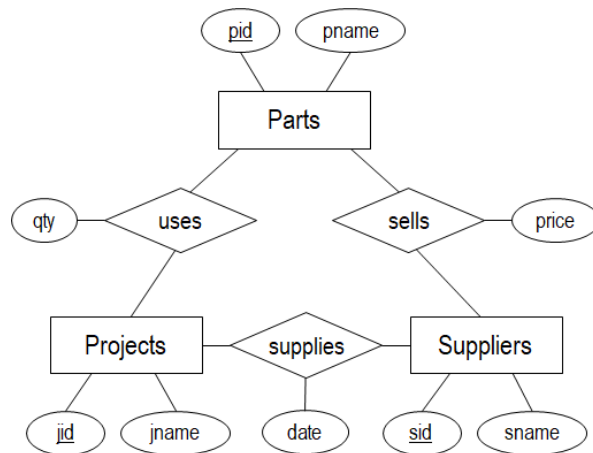 pid
pname
Parts
qty
uses
sells
price
Projects
supplies
Suppliers
jid
jname
date
sid
sname